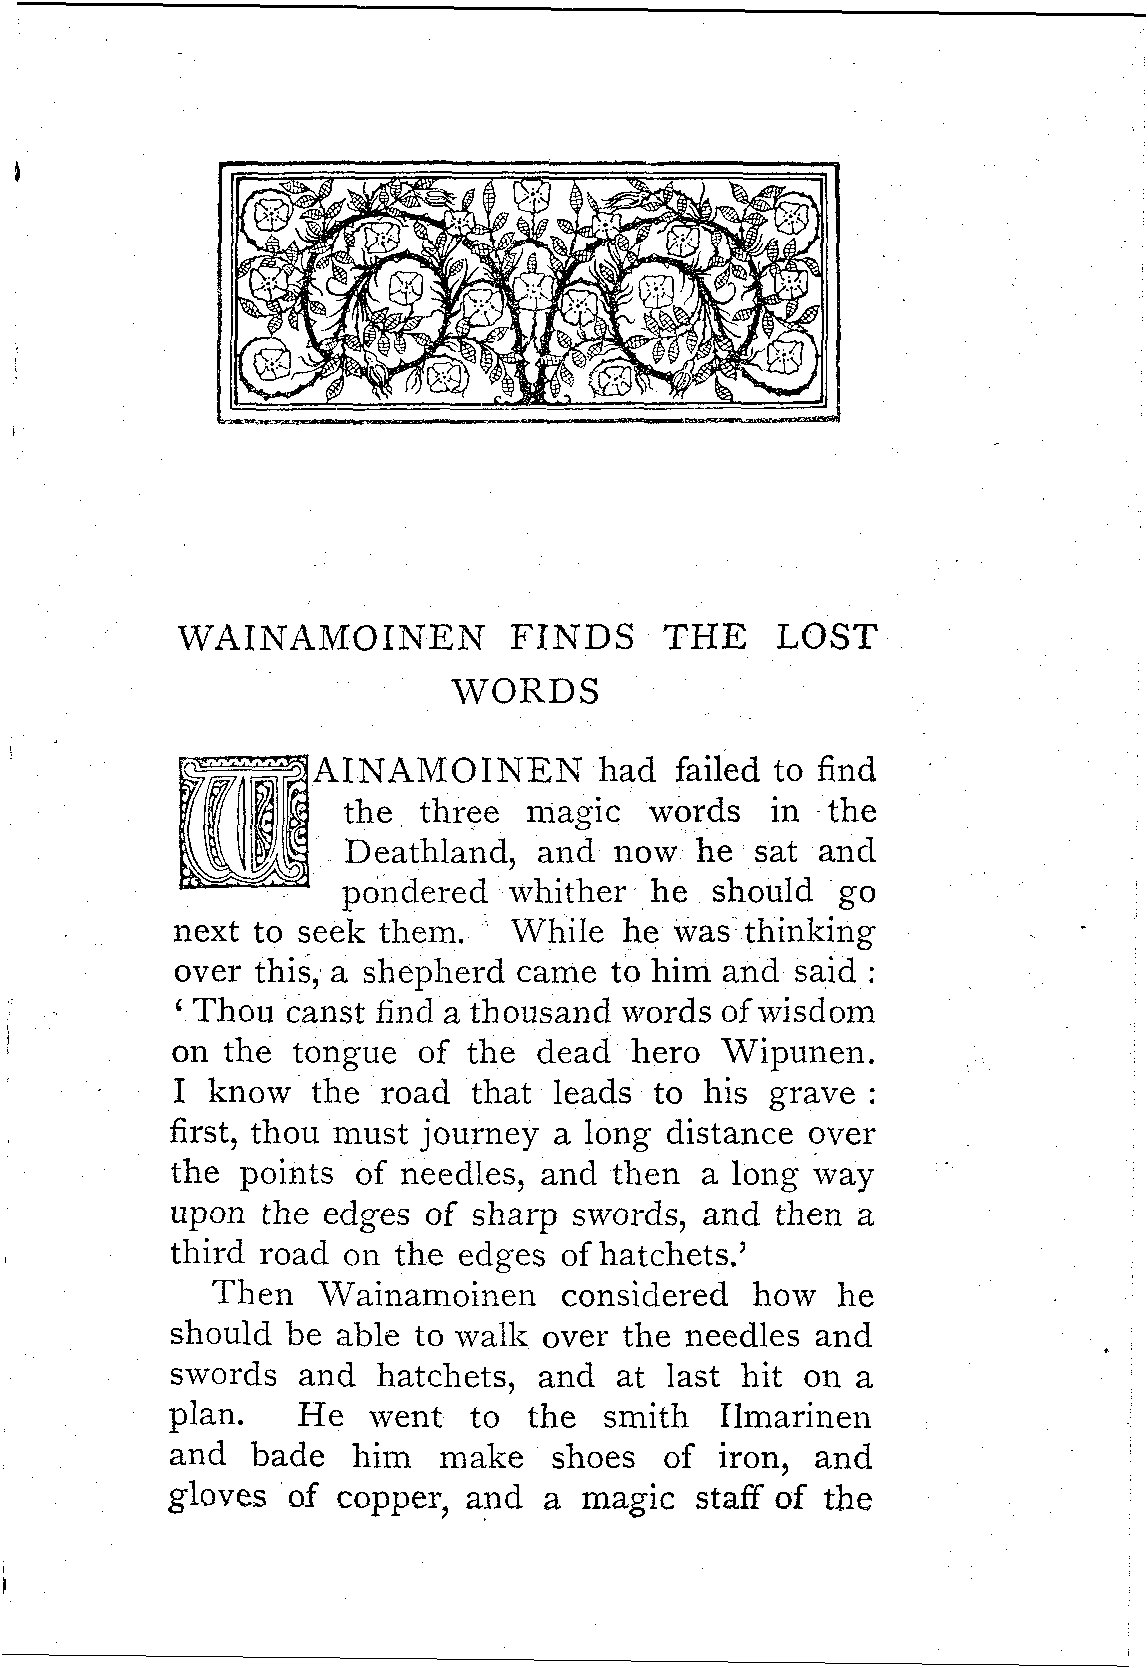 WAINAMOINEN FINDS THE LOST
WORDS
WAINAMOINEN had failed to find
the three magic words in the
Deathland, and now he sat and
pondered whither he should go
next to seek them. While he was thinking
over this, a shepherd came to him and said :
‘ Thou canst find a thousand words of wisdom
on the tongue of the dead hero Wipunen.
I know the road that leads to his grave :
first, thou must journey a long distance over
the points of needles, and then a long way
upon the edges of sharp swords, and then a
third road on the edges of hatchets.’
Then Wainamoinen considered how he
should be able to walk over the needles and
swords and hatchets, and at last hit on a
plan. He went to the smith Ilmarinen
and bade him make shoes of iron, and
gloves of copper, and a magic staff of the